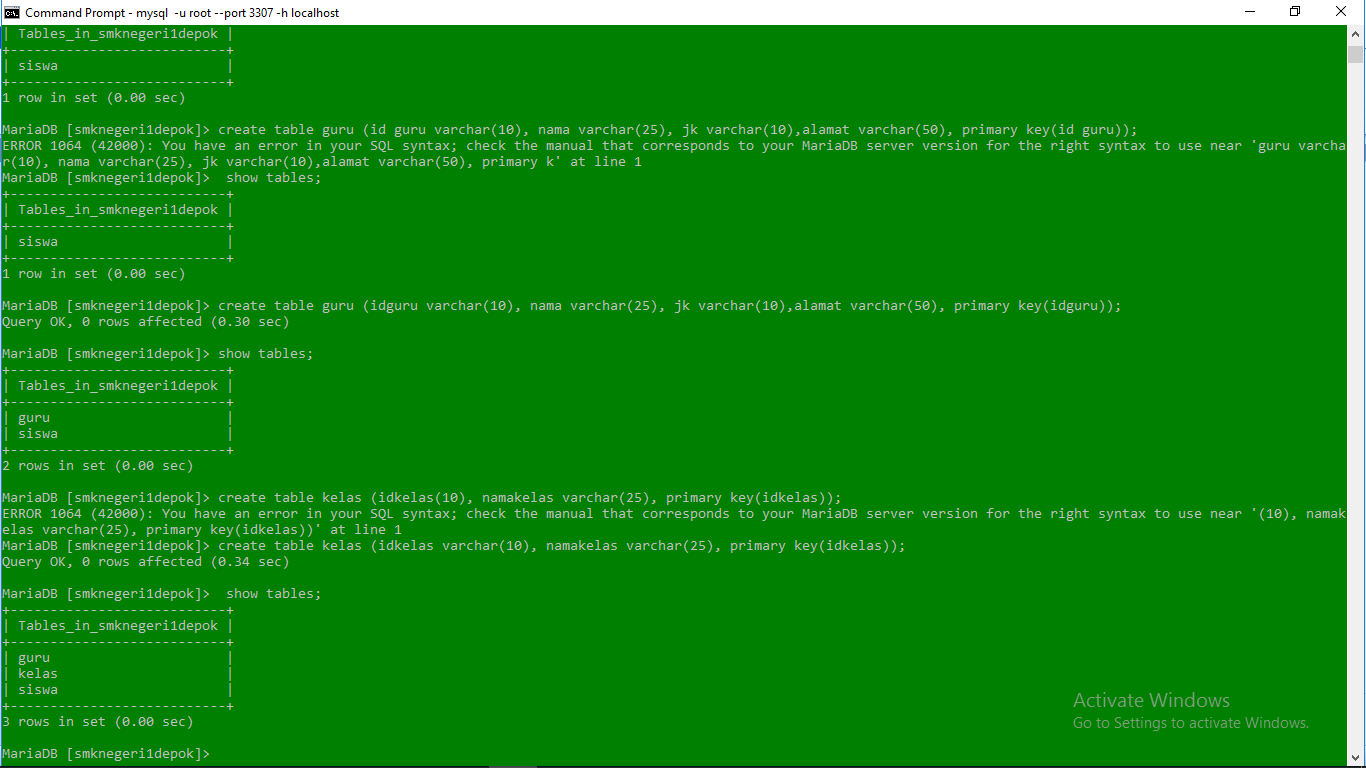 Command Prompt - mysql -u root --port 3307 -h localhost
| Tables_in_smknegeri1depok |
+---------------------------+
| siswa                     |
+---------------------------+
1 row in set (0.00 sec)
MariaDB [smknegeri1depok]> create table guru (id guru varchar(10), nama varchar(25), jk varchar(10),alamat varchar(50), primary key(id guru));
ERROR 1064 (42000): You have an error in your SQL syntax; check the manual that corresponds to your MariaDB server version for the right syntax to use near 'guru varcha
r(10), nama varchar(25), jk varchar(10),alamat varchar(50), primary k' at line 1
MariaDB [smknegeri1depok]>  show tables;
+---------------------------+
| Tables_in_smknegeri1depok |
+---------------------------+
| siswa                     |
+---------------------------+
1 row in set (0.00 sec)
MariaDB [smknegeri1depok]> create table guru (idguru varchar(10), nama varchar(25), jk varchar(10),alamat varchar(50), primary key(idguru));
Query OK, 0 rows affected (0.30 sec)
MariaDB [smknegeri1depok]> show tables;
+---------------------------+
| Tables_in_smknegeri1depok |
+---------------------------+
| guru                      |
| siswa                     |
+---------------------------+
2 rows in set (0.00 sec)
MariaDB [smknegeri1depok]> create table kelas (idkelas(10), namakelas varchar(25), primary key(idkelas));
ERROR 1064 (42000): You have an error in your SQL syntax; check the manual that corresponds to your MariaDB server version for the right syntax to use near '(10), namak
elas varchar(25), primary key(idkelas))' at line 1
MariaDB [smknegeri1depok]> create table kelas (idkelas varchar(10), namakelas varchar(25), primary key(idkelas));
Query OK, 0 rows affected (0.34 sec)
MariaDB [smknegeri1depok]>  show tables;
+---------------------------+
| Tables_in_smknegeri1depok |
+---------------------------+
| guru                      |
| kelas                     |
| siswa                     |
+---------------------------+
3 rows in set (0.00 sec)
MariaDB [smknegeri1depok]>
Activate Windows
Go to Settings to activate Windows.